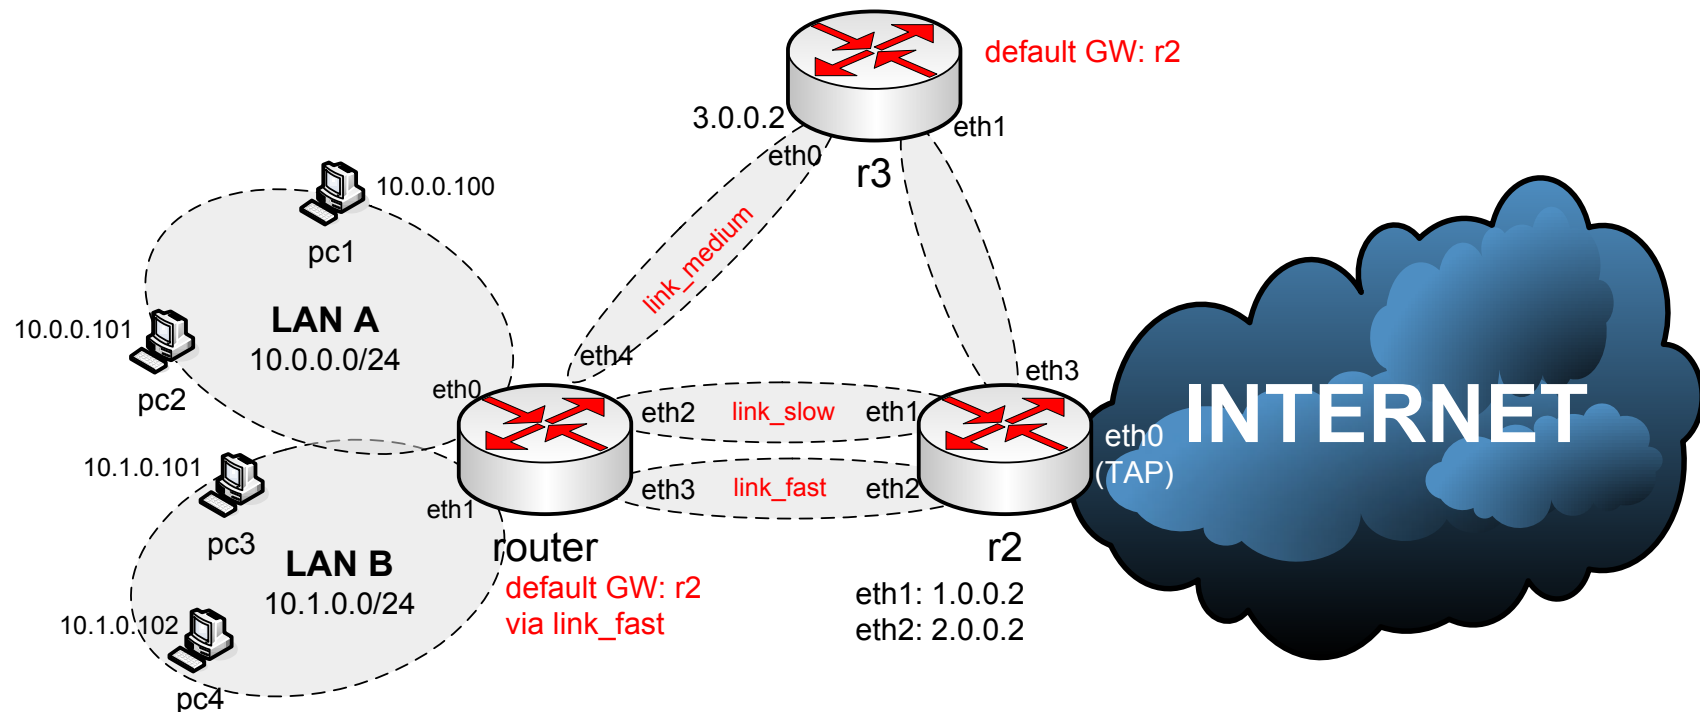 default GW: r2
3.0.0.2
eth1
eth0
r3
10.0.0.100
pc1
link_medium
LAN A
10.0.0.0/24
10.0.0.101
pc2
eth4
eth0
eth3
eth2
link_slow
eth1
INTERNET
eth0
(TAP)
10.1.0.101
eth3
link_fast
eth2
eth1
pc3
LAN B
10.1.0.0/24
router
r2
default GW: r2
via link_fast
eth1: 1.0.0.2
eth2: 2.0.0.2
10.1.0.102
pc4